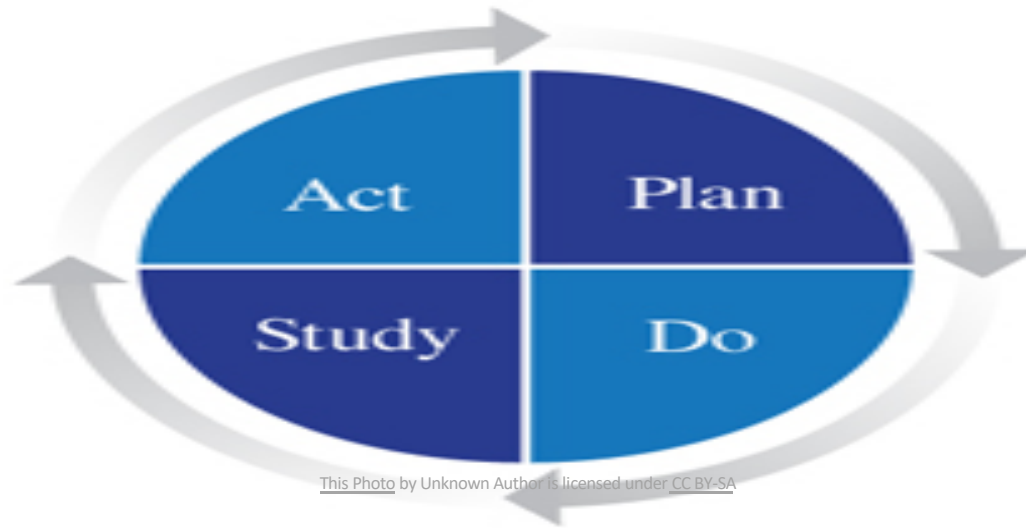 Act Plan
Study Do
This Photo by Unknown Author is licensed under CC BY-SA